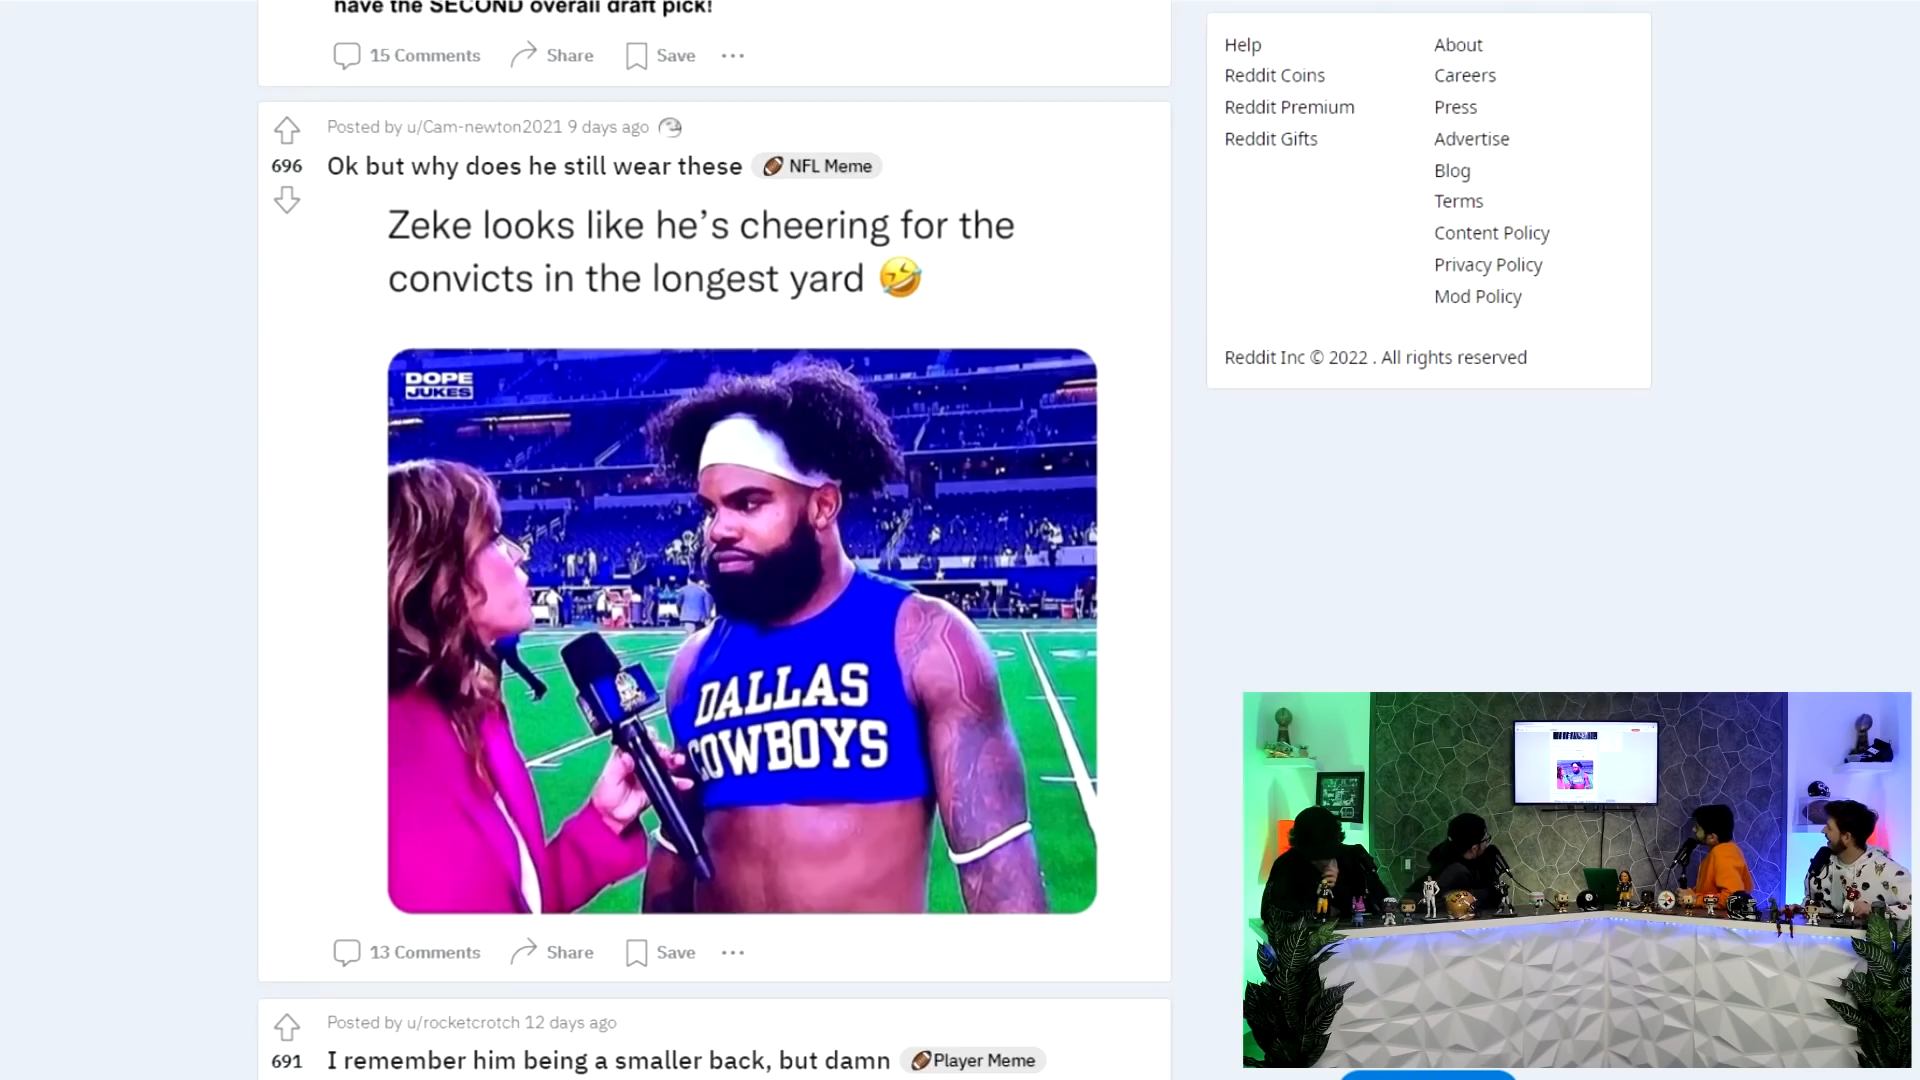 have the SECOND overall draft pick!
15 Comments
Share
Save
Posted by u/Cam-newton2021 9 days ago
696
Ok but why does he still wear these
NFL Meme
Zeke looks like he's cheering for the
convicts in the longest yard
DOPE
JUKES
DALLAS
COWBOYS
13 Comments
Share
Save
Posted by u/rocketcrotch 12 days ago
691
I remember him being a smaller back, but damn
Player Meme
Help
Reddit Coins
Reddit Premium
Reddit Gifts
About
Careers
Press
Advertise
Blog
Terms
Content Policy
Privacy Policy
Mod Policy
Reddit Inc © 2022 . All rights reserved